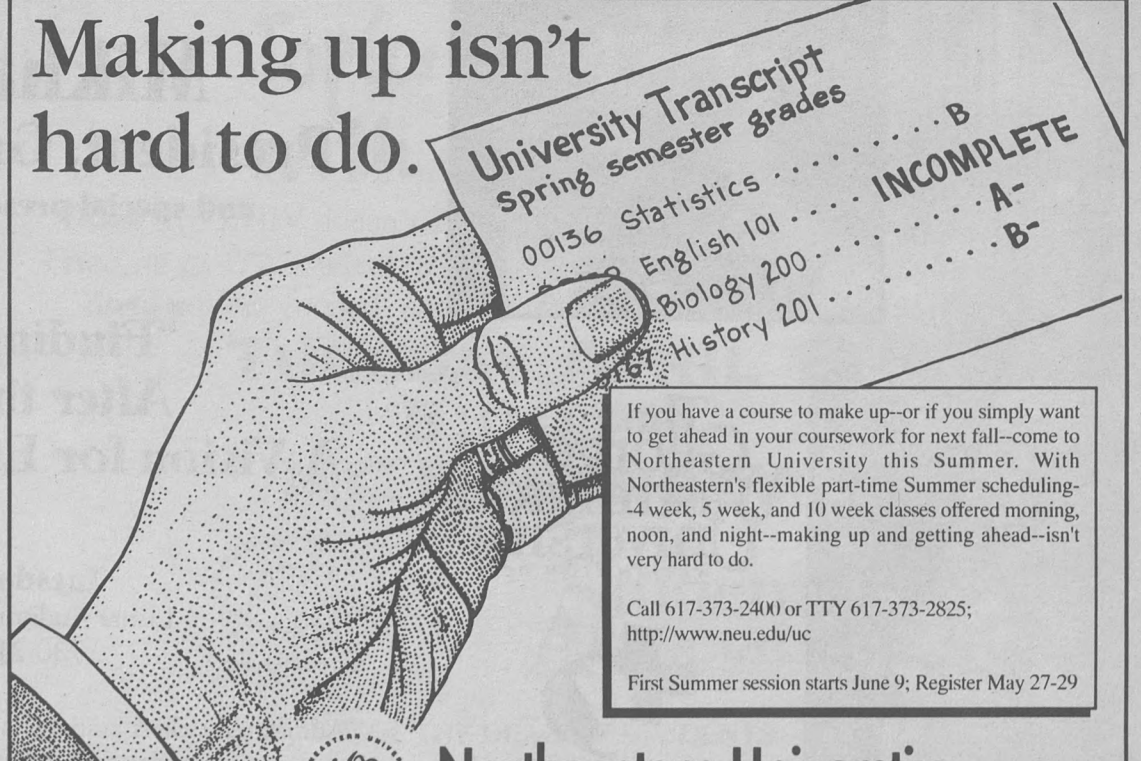 Making up isn't
hard to do.
University Transcript
Spring semester grades
00136 Statistics . . . . . . . . B
English 101 . . . . INCOMPLETE
Biology 200 . . . . . . . . . A-
History 201 . . . . . . . . . B-
If you have a course to make up--or if you simply want
to get ahead in your coursework for next fall--come to
Northeastern University this Summer. With
Northeastern's flexible part-time Summer scheduling-
-4 week, 5 week, and 10 week classes offered morning,
noon, and night--making up and getting ahead--isn't
very hard to do.
Call 617-373-2400 or TTY 617-373-2825;
http://www.neu.edu/uc
First Summer session starts June 9; Register May 27-29
Northeastern University